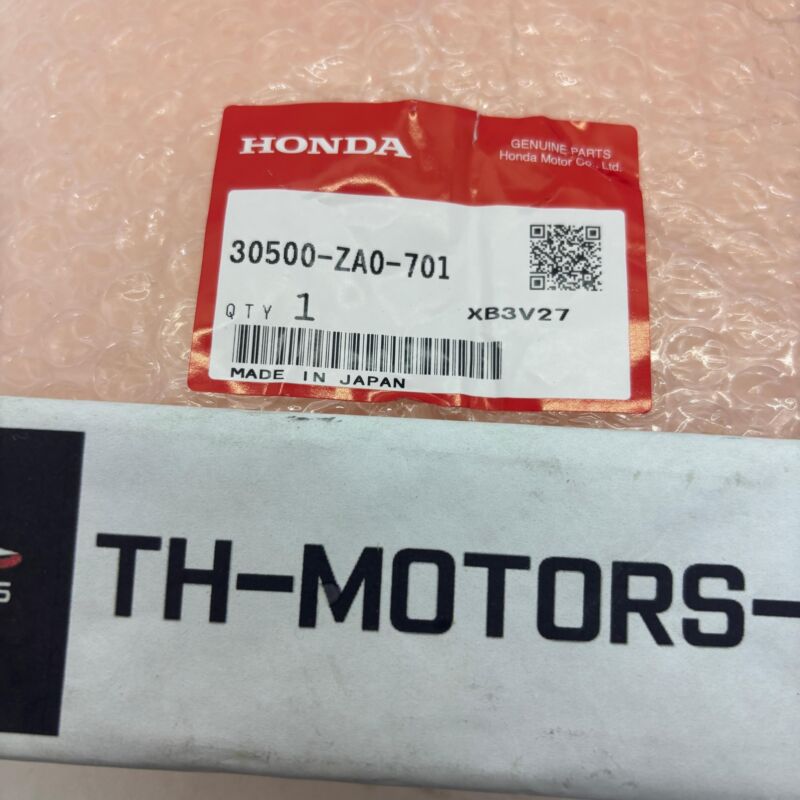 HONDA
GENUINE PARTS
Honda Motor Co., Ltd.
30500-ZA0-701
QTY 1
XB3V27
MADE IN JAPAN
TH-MOTORS-